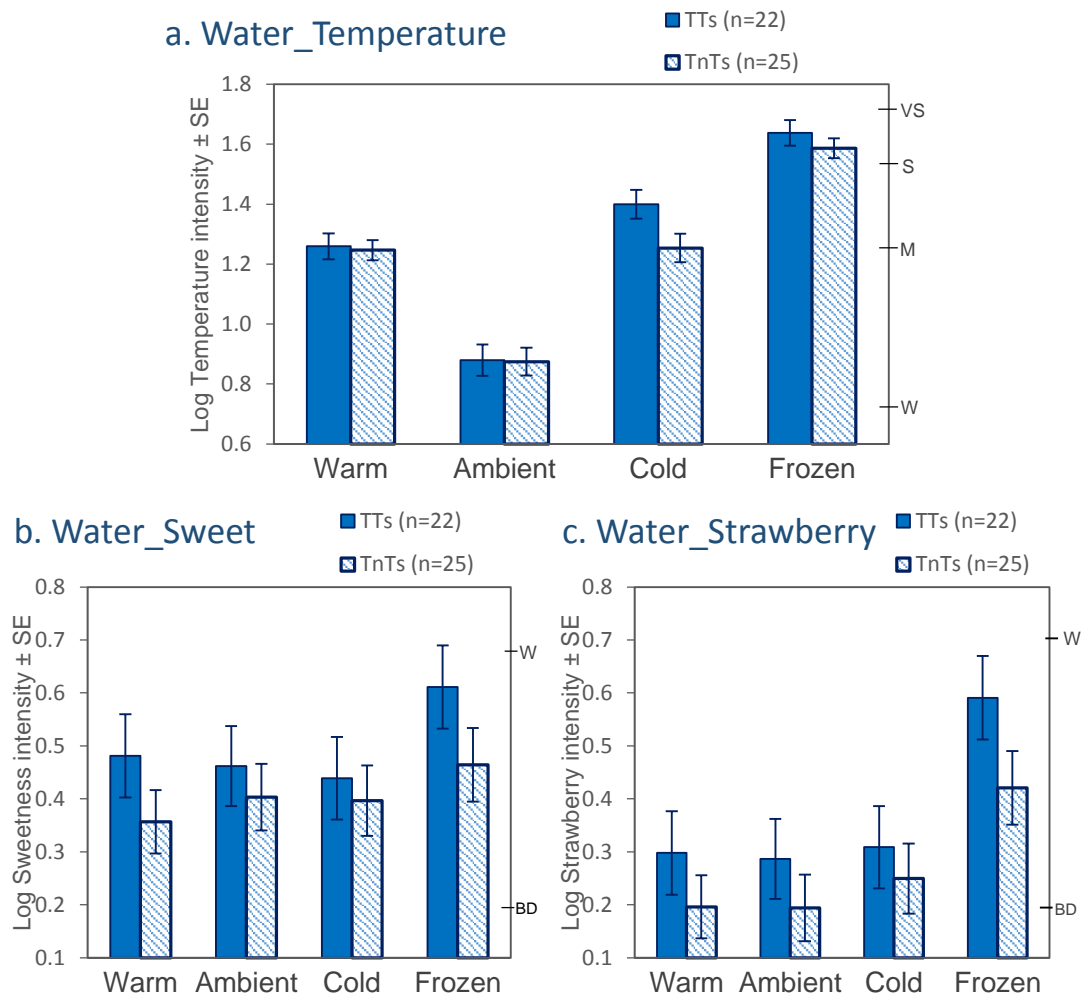 a. Water_Temperature
TTs (n=22)
TnTs (n=25)
Log Temperature intensity ± SE
1.8
1.6
1.4
1.2
1.0
0.8
0.6
VS
S
M
W
Warm Ambient Cold Frozen
b. Water_Sweet
TTs (n=22)
TnTs (n=25)
Log Sweetness intensity ± SE
0.8
0.7
0.6
0.5
0.4
0.3
0.2
0.1
W
BD
Warm Ambient Cold Frozen
c. Water_Strawberry
TTs (n=22)
TnTs (n=25)
Log Strawberry intensity ± SE
0.8
0.7
0.6
0.5
0.4
0.3
0.2
0.1
W
BD
Warm Ambient Cold Frozen